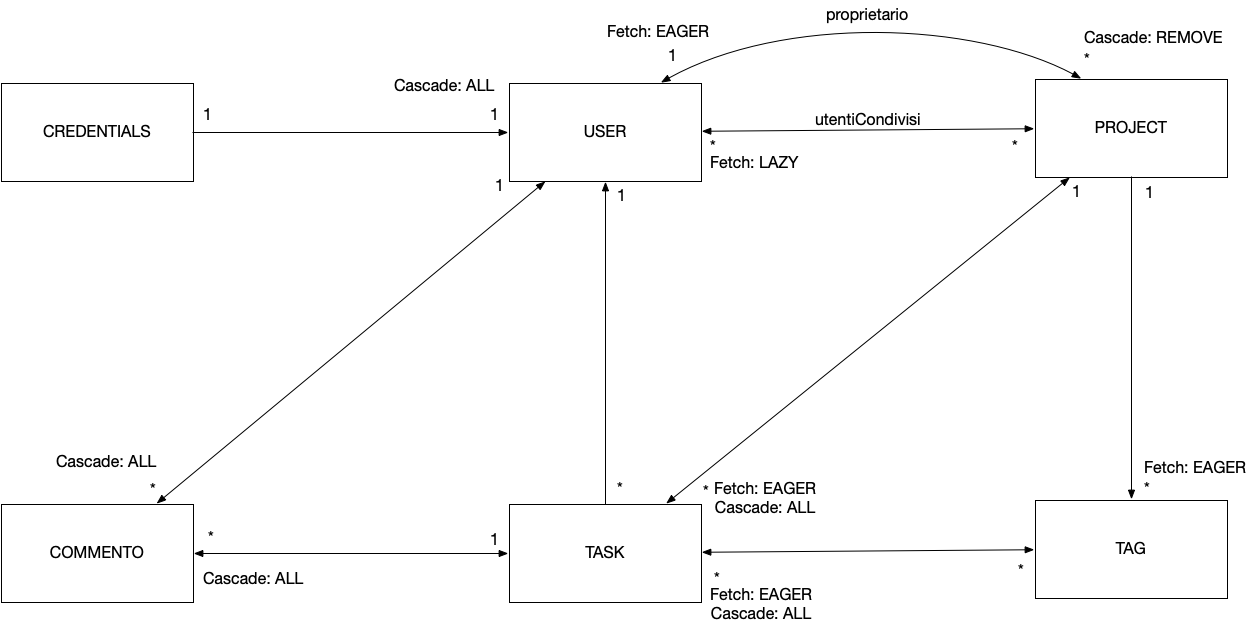 proprietario
Fetch: EAGER
Cascade: REMOVE
1
*
Cascade: ALL
1
1
CREDENTIALS
USER
utentiCondivisi
PROJECT
*
*
Fetch: LAZY
1
1
1
1
Cascade: ALL
*
*
* Fetch: EAGER
Cascade: ALL
Fetch: EAGER
*
*
1
COMMENTO
TASK
TAG
Cascade: ALL
*
*
Fetch: EAGER
Cascade: ALL